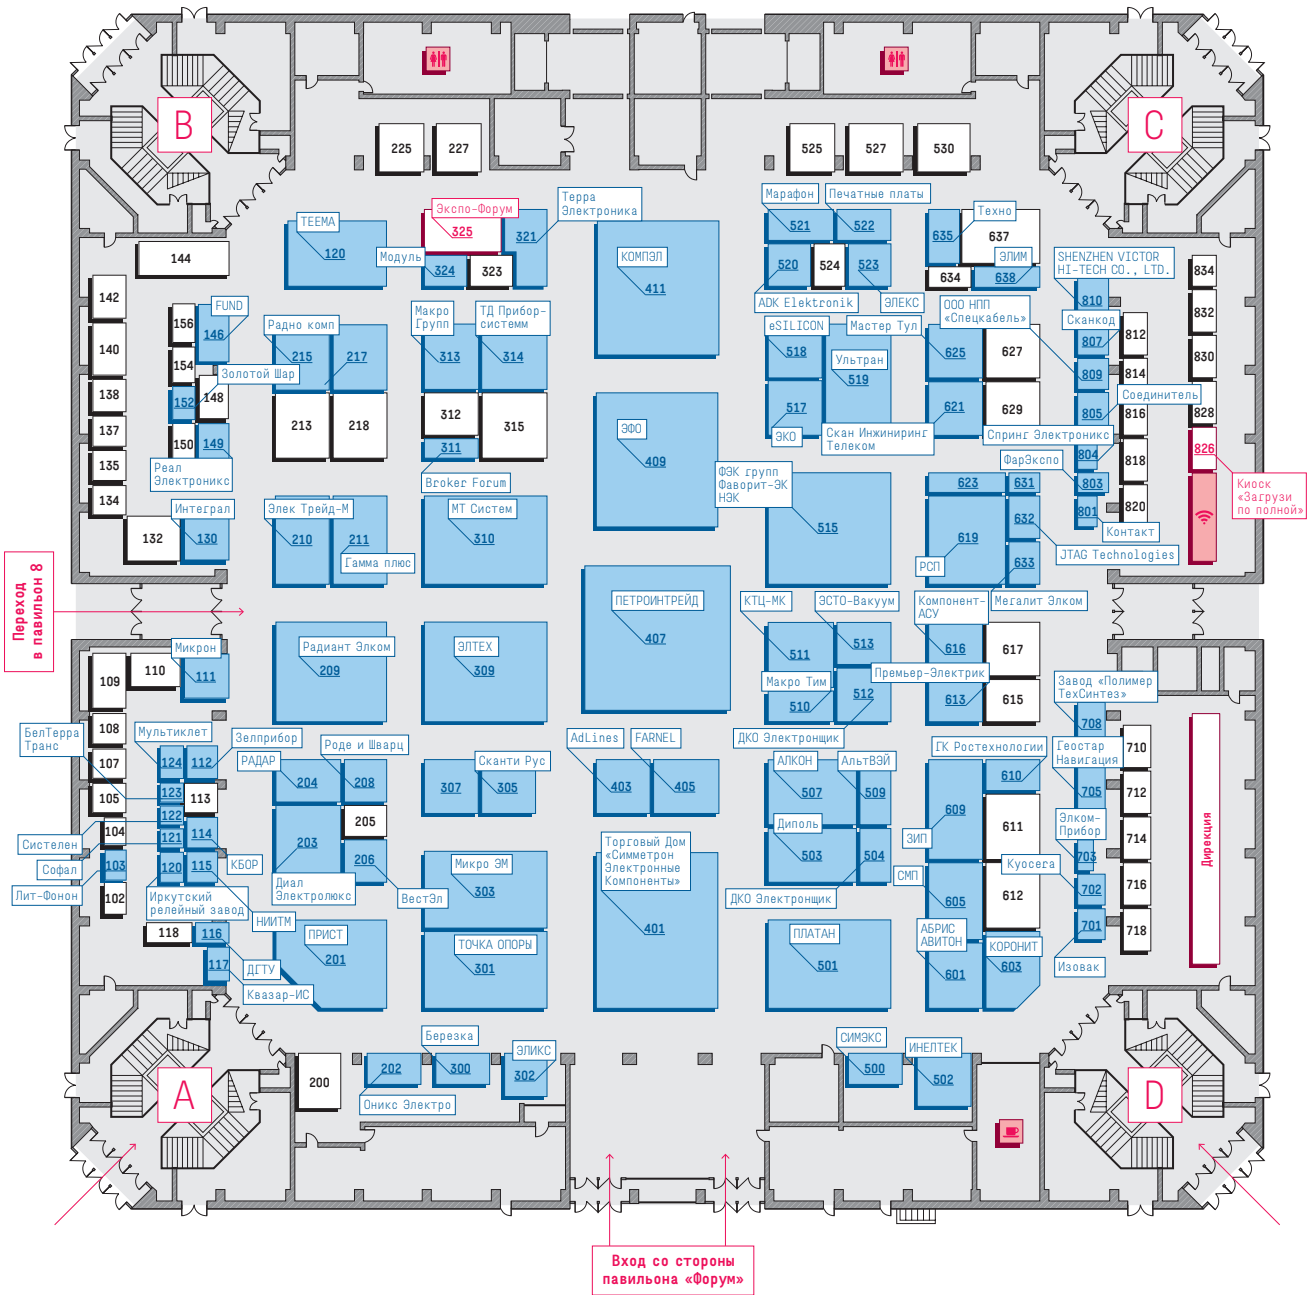 B
C
225
227
525
527
530
Терра
Электроника
Марафон
Печатные платы
Экспо-Форум
325
321
ТЕЕМА
120
Модуль
324
323
КОМПЭЛ
411
521
522
520
524
523
ADK Elektronik
ЭЛЕКС
Техно
635
637
ЭЛИМ
634
638
SHENZHEN VICTOR
HI-TECH CO., LTD.
810
834
144
142
140
138
137
135
134
156
154
152
150
FUND
146
Золотой Шар
148
149
Реал
Электроникс
Интеграл
132
130
Радно комп
215
217
213
218
Макро
Групп
313
ТД Прибор-
системм
314
312
315
311
Broker Forum
ЭФО
409
eSILICON
518
Мастер Тул
Ультран
519
517
ЭКО
Скан Инжиниринг
Телеком
ООО НПП
«Спецкабель»
625
627
621
629
Сканкод
807
809
812
814
832
830
Соединитель
805
816
828
Спринг Электроникс
804
818
826
ФарЭкспо
803
801
820
Контакт
Киоск
«Загрузи
по полной»
JTAG Technologies
Элек Трейд-М
210
211
Гамма плюс
МТ Систем
310
ФЭК групп
Фаворит-ЭК
НЭК
515
623
631
632
619
РСП
633
Мегалит Элком
Переход
в павильон 8
ПЕТРОИНТРЕЙД
407
КТЦ-МК
ЭСТО-Вакуум
511
513
Макро Тим
510
512
ДКО Электронщик
Компонент-
АСУ
616
617
Премьер-Электрик
613
615
Микрон
110
111
109
108
107
105
104
103
102
Радиант Элком
209
ЭЛТЕХ
309
Завод «Полимер
ТехСинтез»
708
БелТерра
Транс
Мультиклет
Зелприбор
124
112
123
113
122
121
114
120
115
Систелен
Софал
Лит-Фонон
КБОР
Иркутский
релейный завод
НИИТМ
118
116
117
ДГТУ
Квазар-ИС
РАДАР
204
Роде и Шварц
208
205
203
206
Диал
Электролюкс
ВестЭл
307
Сканти Рус
305
AdLines
403
FARNEL
405
АЛКОН
507
АльтВЭЙ
509
Диполь
503
504
ДКО Электронщик
ГК Ростехнологии
610
609
611
ЗИП
СМП
605
612
Геостар
Навигация
705
Элком-
Прибор
703
Куосега
702
701
Изовак
710
712
714
716
718
Дирекция
Микро ЭМ
303
Торговый Дом
«Симметрон
Электронные
Компоненты»
401
ПРИСТ
201
ТОЧКА ОПОРЫ
301
ПЛАТАН
501
АБРИС
АВИТОН
601
КОРОНИТ
603
A
D
200
202
Оникс Электро
Березка
300
ЭЛИКС
302
СИМЭКС
500
ИНЕЛТЕК
502
Вход со стороны
павильона «Форум»